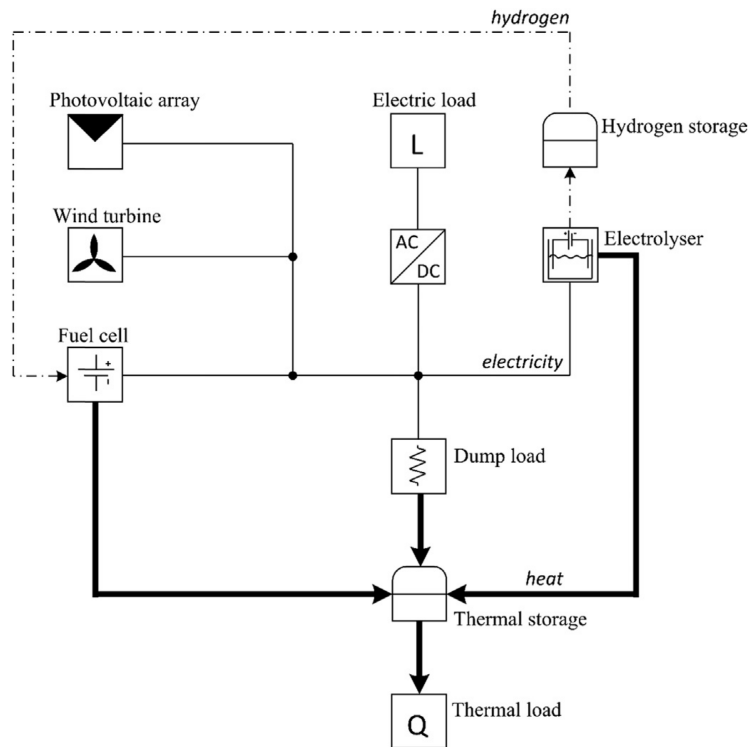 hydrogen
Photovoltaic array
Electric load
L
Hydrogen storage
Wind turbine
AC
DC
Electrolyser
Fuel cell
electricity
Dump load
heat
Thermal storage
Q
Thermal load